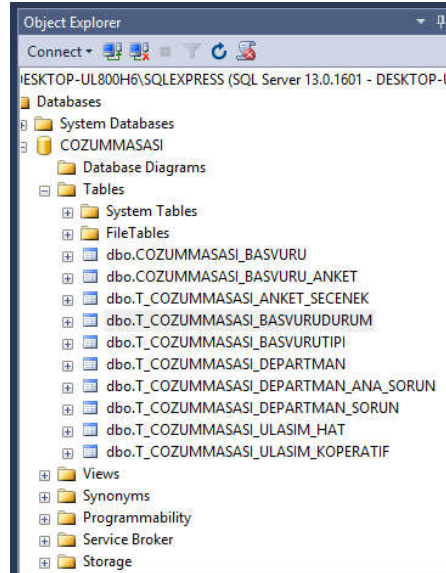 Object Explorer
Connect
ESKTOP-UL800H6\SQLEXPRESS (SQL Server 13.0.1601 - DESKTOP-U
Databases
System Databases
COZUMMASASI
Database Diagrams
Tables
System Tables
FileTables
dbo.COZUMMASASI_BASVURU
dbo.COZUMMASASI_BASVURU_ANKET
dbo.T_COZUMMASASI_ANKET_SECENEK
dbo.T_COZUMMASASI_BASVURUDURUM
dbo.T_COZUMMASASI_BASVURUTIPI
dbo.T_COZUMMASASI_DEPARTMAN
dbo.T_COZUMMASASI_DEPARTMAN_ANA_SORUN
dbo.T_COZUMMASASI_DEPARTMAN_SORUN
dbo.T_COZUMMASASI_ULASIM_HAT
dbo.T_COZUMMASASI_ULASIM_KOPERATIF
Views
Synonyms
Programmability
Service Broker
Storage